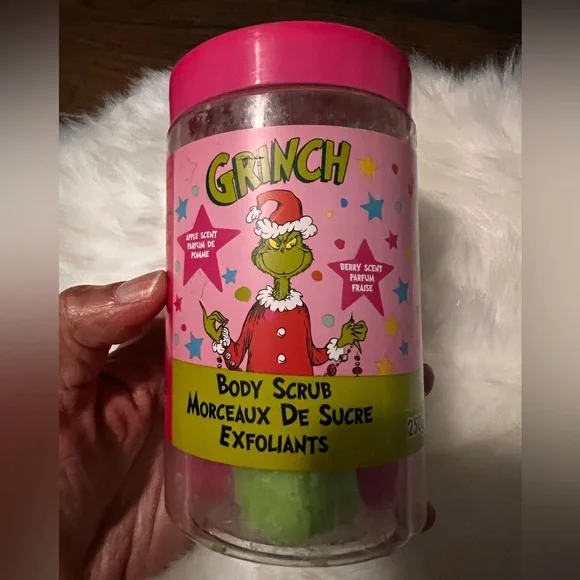 GRINCH
APPLE SCENT
PARFUM DE
POMME
BERRY SCENT
PARFUM
FRAISE
BODY SCRUB
MORCEAUX DE SUCRE
EXFOLIANTS